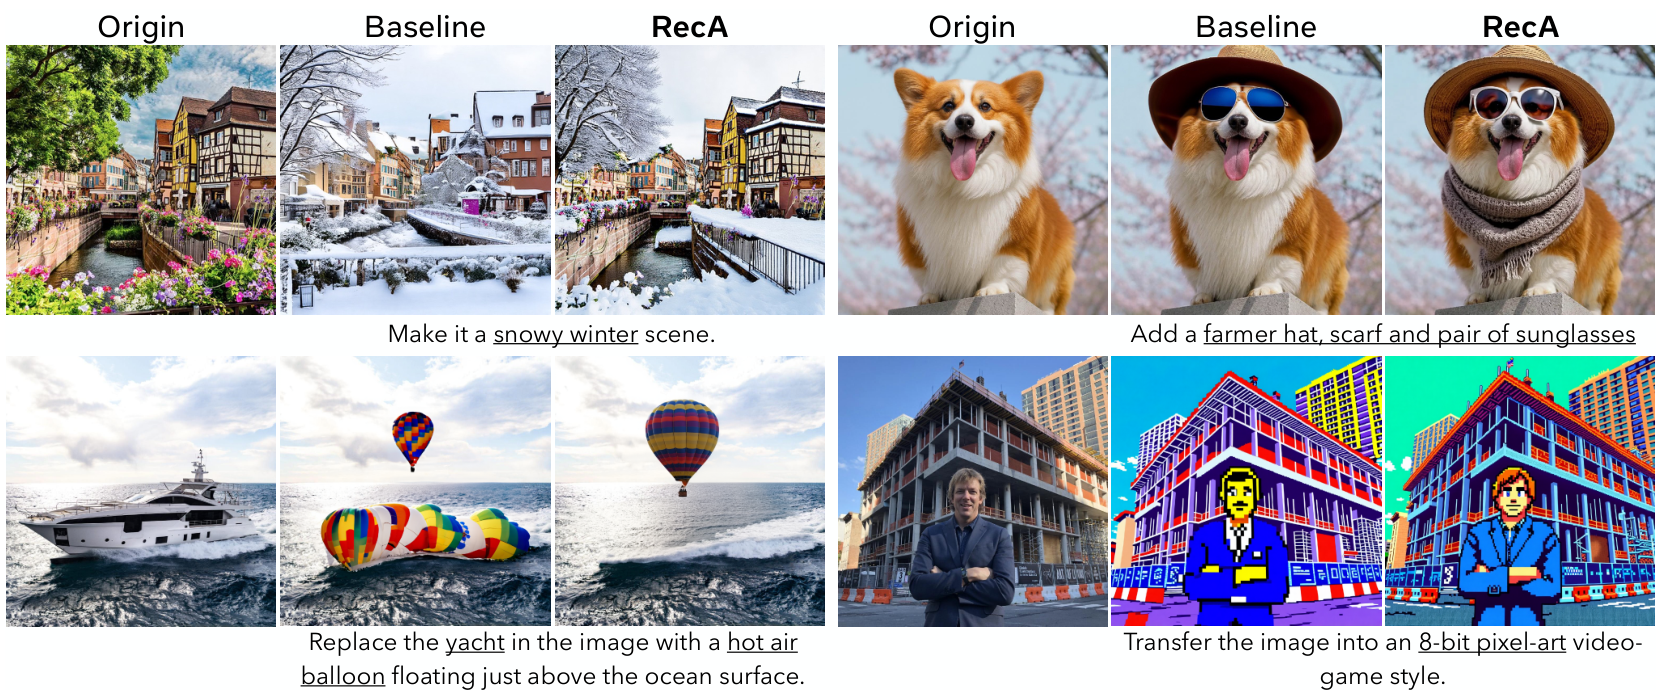 Origin Baseline RecA Origin Baseline RecA
Make it a snowy winter scene.
Add a farmer hat, scarf and pair of sunglasses
Replace the yacht in the image with a hot air
balloon floating just above the ocean surface.
Transfer the image into an 8-bit pixel-art video-
game style.